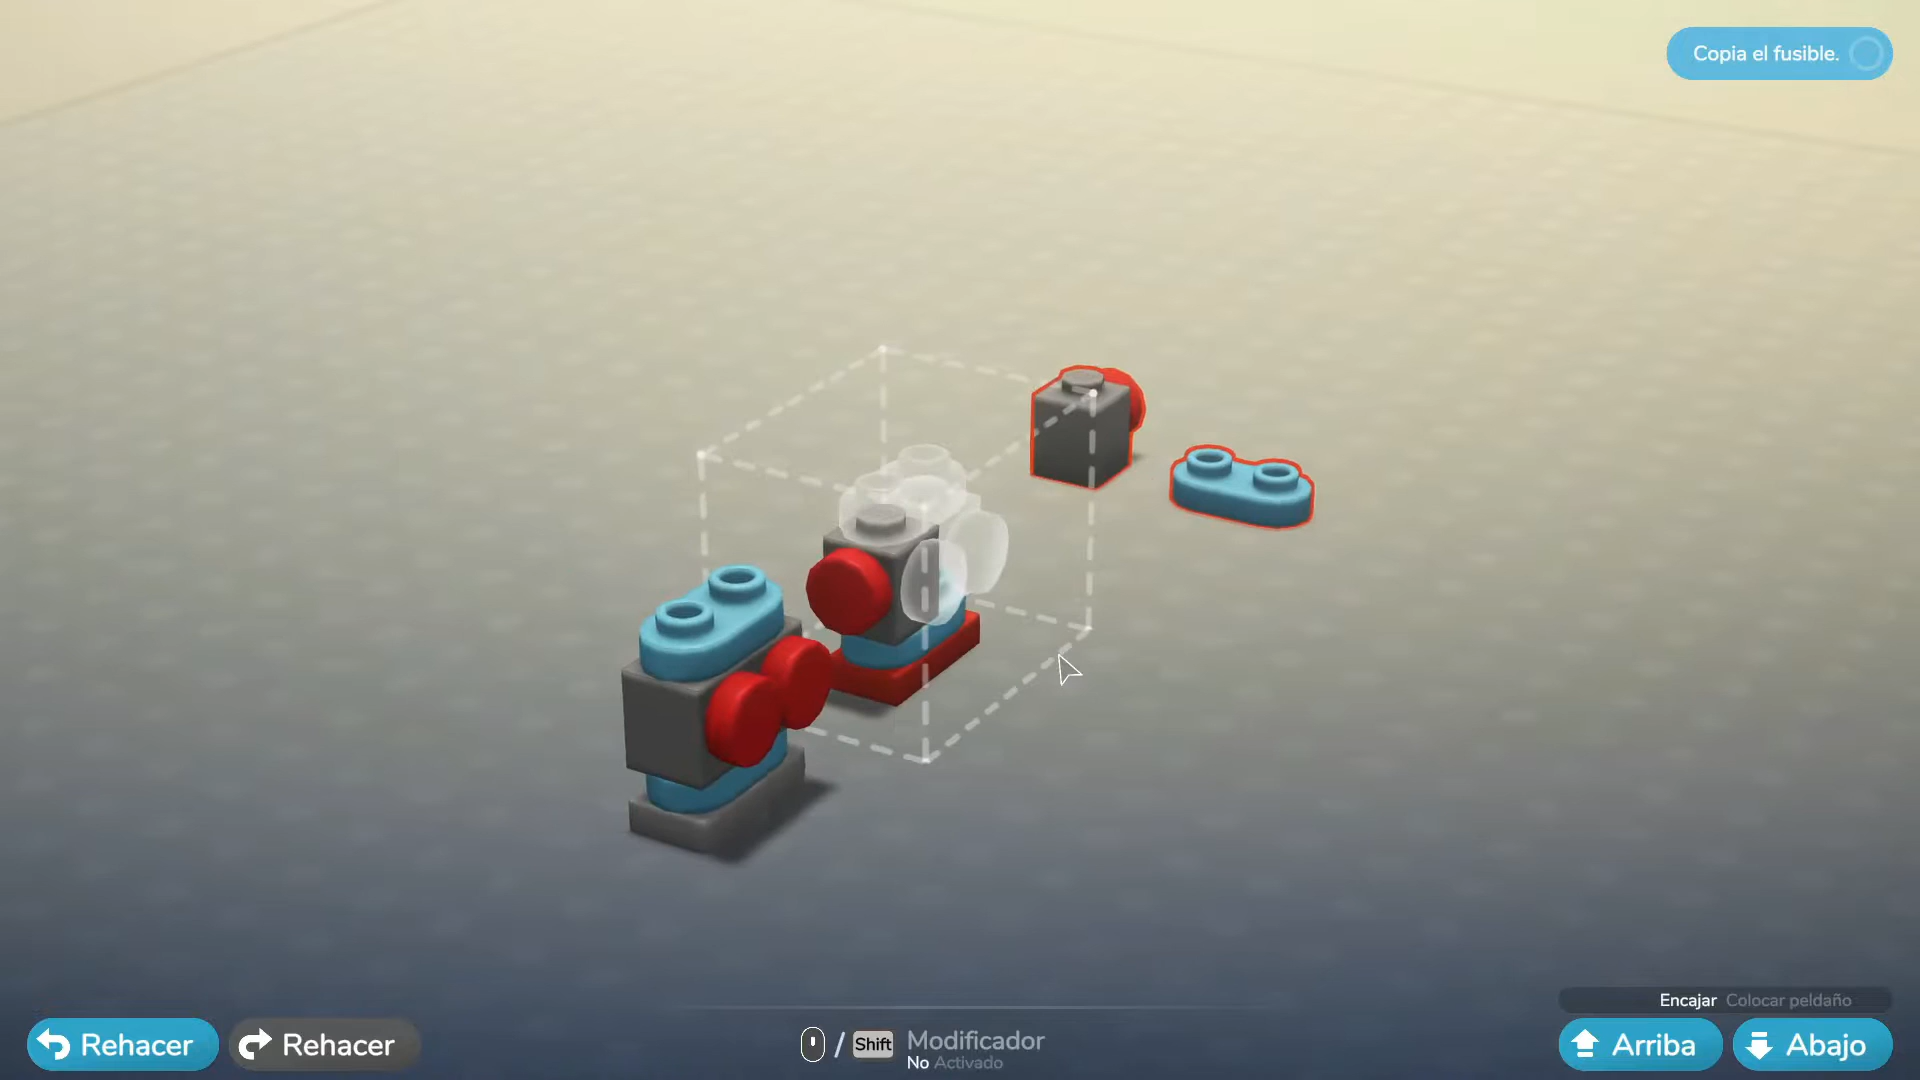 Copia el fusible.
Encajar Colocar peldaño
Rehacer
Rehacer
/ Shift Modificador
No Activado
Arriba
Abajo